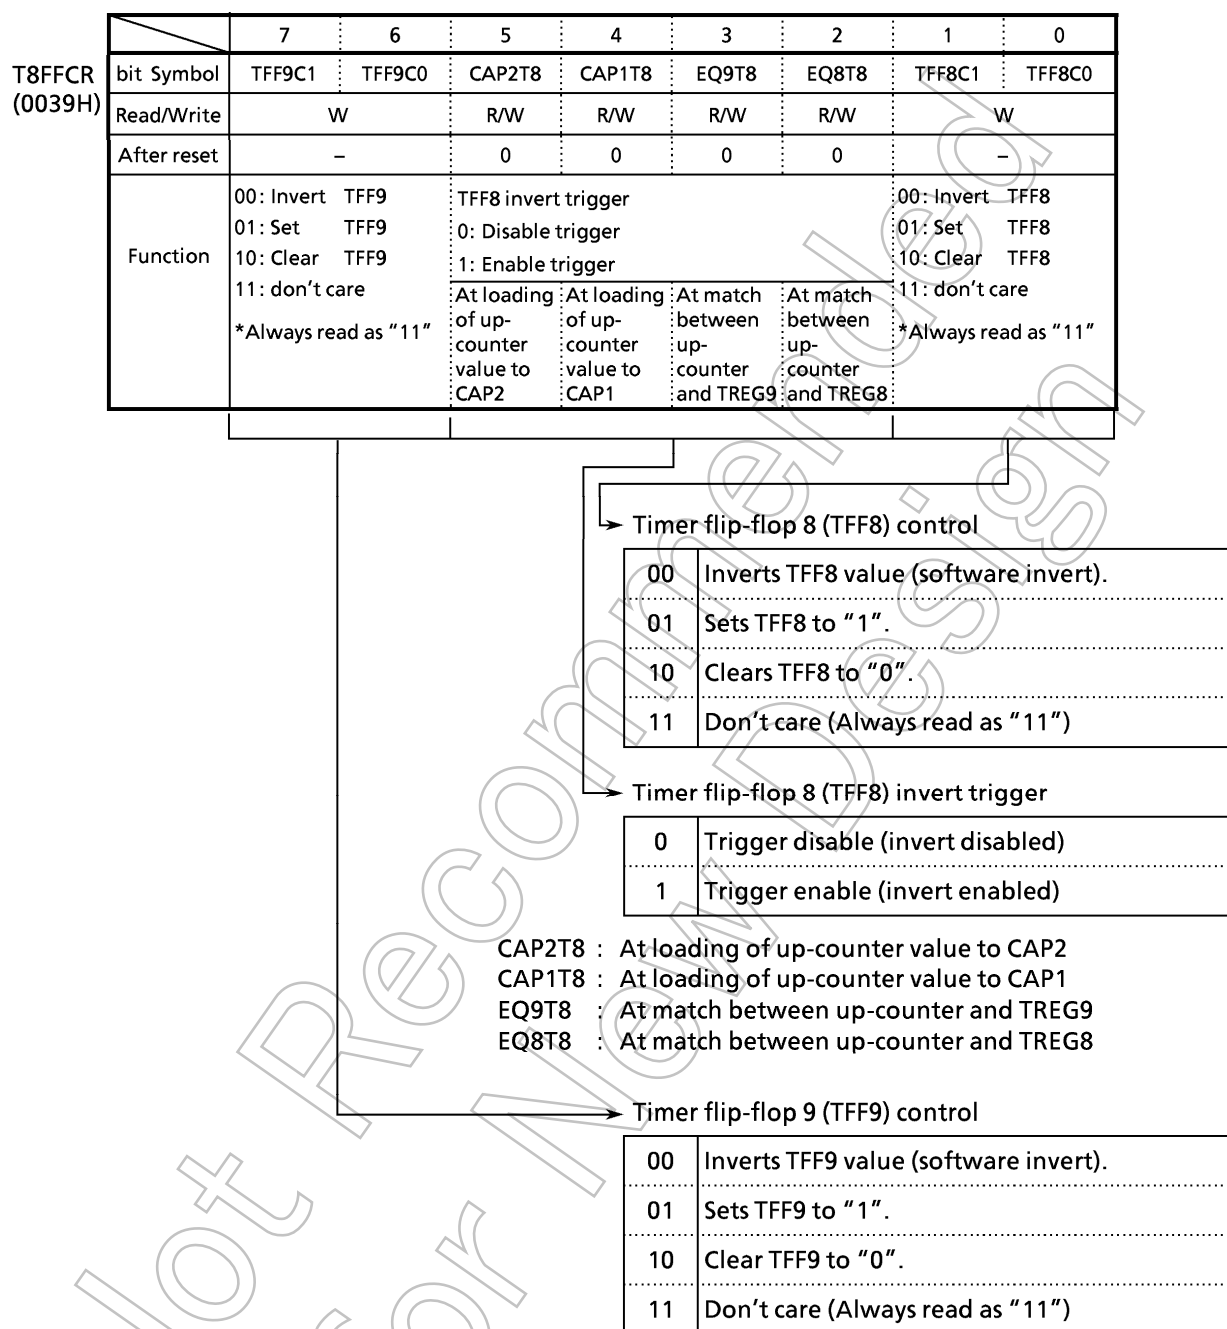 7 6 5 4 3 2 1 0
T8FFCR
(0039H)
bit Symbol TFF9C1 TFF9C0 CAP2T8 CAP1T8 EQ9T8 EQ8T8 TFF8C1 TFF8C0
Read/Write W R/W R/W R/W R/W W
After reset – 0 0 0 0 –
Function
00: Invert TFF9
01: Set TFF9
10: Clear TFF9
11: don't care
*Always read as "11"
TFF8 invert trigger
0: Disable trigger
1: Enable trigger
At loading
of up-
counter
value to
CAP2
At loading
of up-
counter
value to
CAP1
At match
between
up-
counter
and TREG9
At match
between
up-
counter
and TREG8
00: Invert TFF8
01: Set TFF8
10: Clear TFF8
11: don't care
*Always read as "11"
Timer flip-flop 8 (TFF8) control
00 Inverts TFF8 value (software invert).
01 Sets TFF8 to "1".
10 Clears TFF8 to "0".
11 Don't care (Always read as "11")
Timer flip-flop 8 (TFF8) invert trigger
0 Trigger disable (invert disabled)
1 Trigger enable (invert enabled)
CAP2T8 : At loading of up-counter value to CAP2
CAP1T8 : At loading of up-counter value to CAP1
EQ9T8 : At match between up-counter and TREG9
EQ8T8 : At match between up-counter and TREG8
Timer flip-flop 9 (TFF9) control
00 Inverts TFF9 value (software invert).
01 Sets TFF9 to "1".
10 Clear TFF9 to "0".
11 Don't care (Always read as "11")
Not Recommended
for New Design